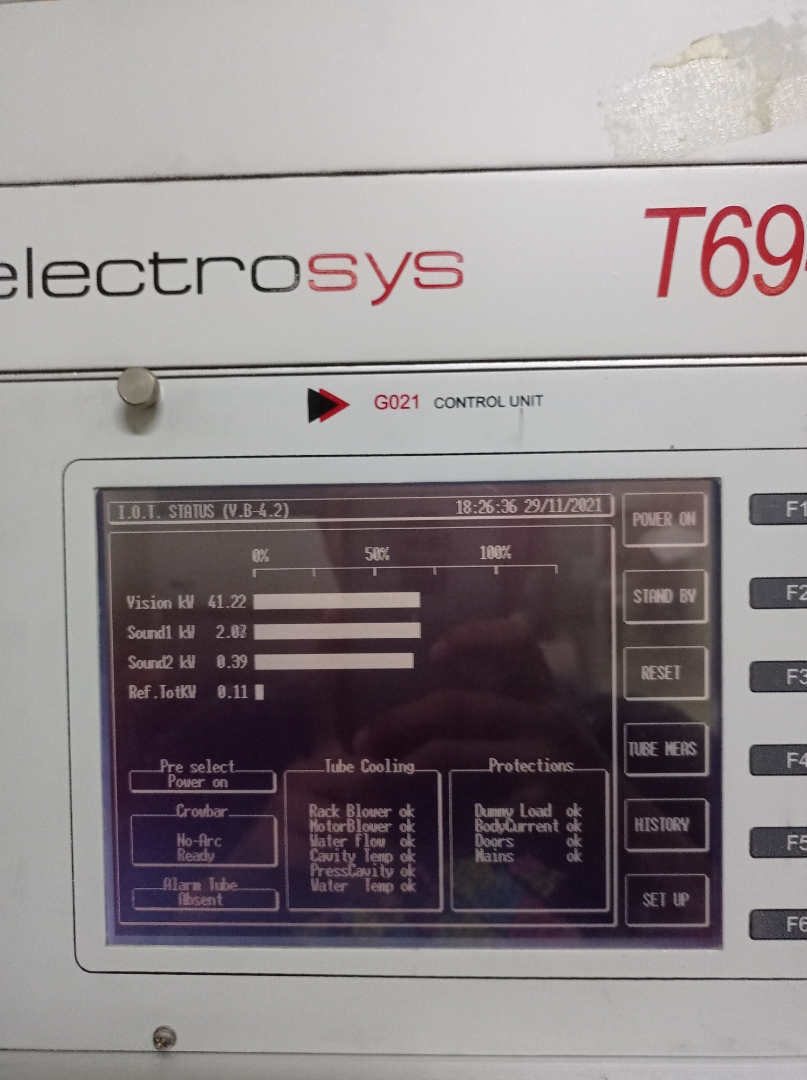 electrosys
T69
G021 CONTROL UNIT
I.O.T. STATUS (V.B-4.2) 18:26:36 29/11/2021
0% 50% 100%
Vision kW 41.22
Sound1 kW 2.07
Sound2 kW 0.39
Ref.TotKW 0.11
Pre select
Power on
Crowbar
No-Arc
Ready
Alarm Tube
Absent
Tube Cooling
Rack Blower ok
MotorBlower ok
Water flow ok
Cavity Temp ok
PressCavity ok
Water Temp ok
Protections
Dummy Load ok
BodyCurrent ok
Doors ok
Mains ok
POWER ON
STAND BY
RESET
TUBE MEAS
HISTORY
SET UP
F1
F2
F3
F4
F5
F6